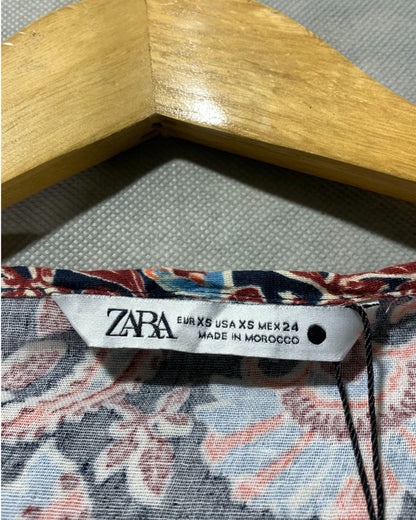 ZARA
EUR XS USA XS MEX 24
MADE IN MOROCCO